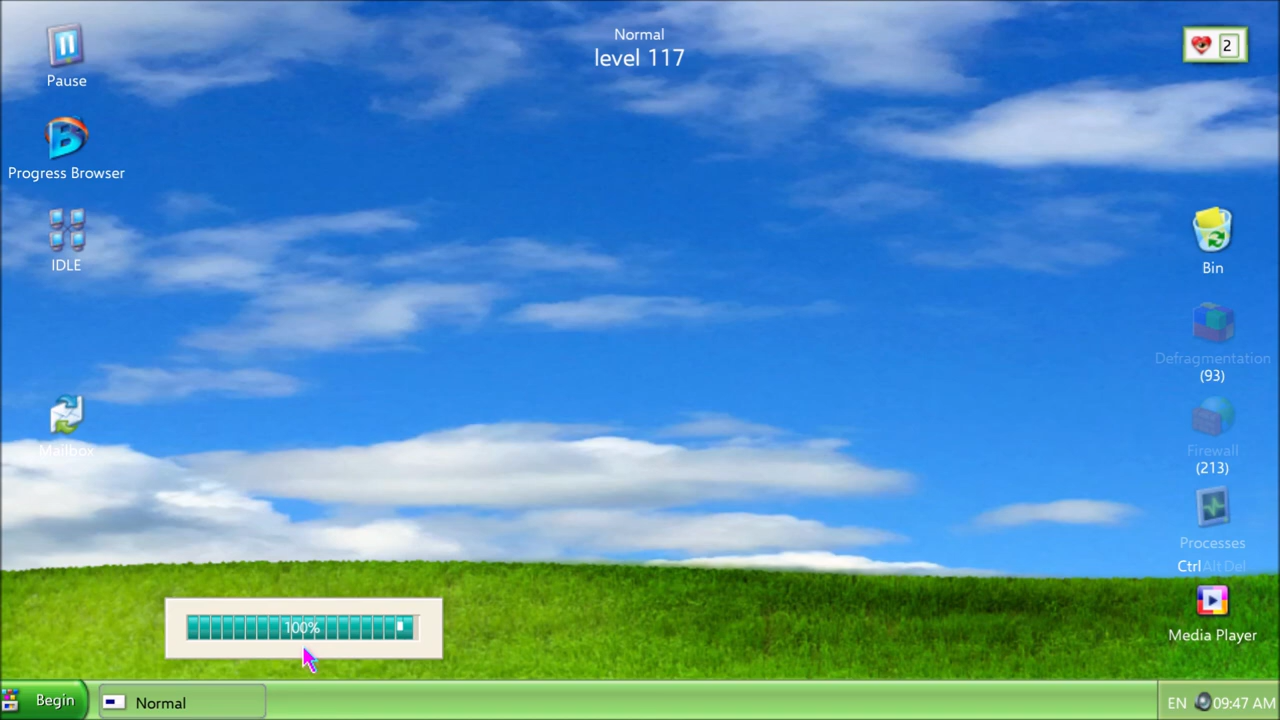 Normal
level 117
2
Pause
Progress Browser
IDLE
Bin
Defragmentation
(93)
Mailbox
Firewall
(213)
Processes
Ctrl Alt Del
100%
Media Player
Begin
Normal
EN 09:47 AM